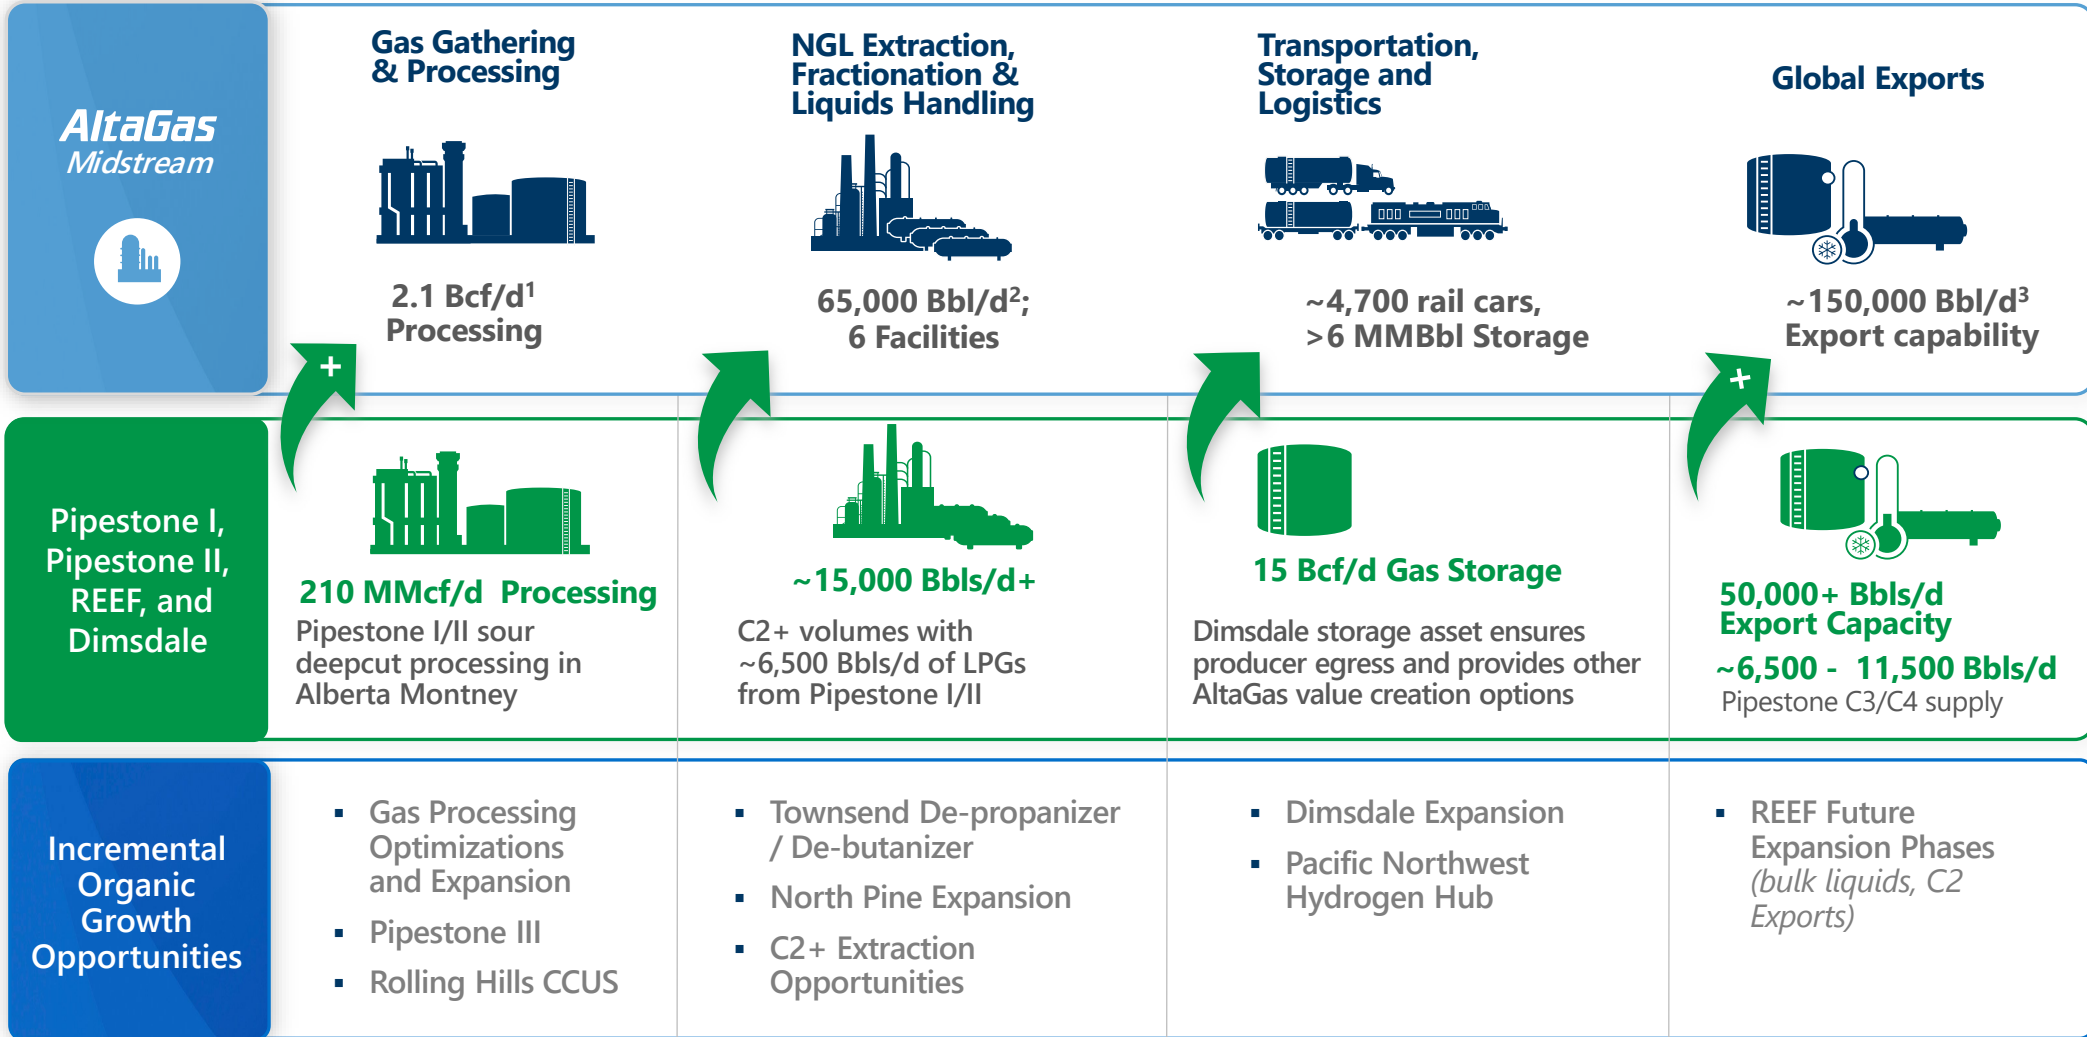 AltaGas
Midstream
Gas Gathering
& Processing
2.1 Bcf/d¹
Processing
NGL Extraction,
Fractionation &
Liquids Handling
65,000 Bbl/d²;
6 Facilities
Transportation,
Storage and
Logistics
~4,700 rail cars,
>6 MMBbl Storage
Global Exports
~150,000 Bbl/d³
Export capability
+
+
Pipestone I,
Pipestone II,
REEF, and
Dimsdale
210 MMcf/d Processing
Pipestone I/II sour
deepcut processing in
Alberta Montney
~15,000 Bbls/d+
C2+ volumes with
~6,500 Bbls/d of LPGs
from Pipestone I/II
15 Bcf/d Gas Storage
Dimsdale storage asset ensures
producer egress and provides other
AltaGas value creation options
50,000+ Bbls/d
Export Capacity
~6,500 - 11,500 Bbls/d
Pipestone C3/C4 supply
Incremental
Organic
Growth
Opportunities
▪ Gas Processing
Optimizations
and Expansion
▪ Pipestone III
▪ Rolling Hills CCUS
▪ Townsend De-propanizer
/ De-butanizer
▪ North Pine Expansion
▪ C2+ Extraction
Opportunities
▪ Dimsdale Expansion
▪ Pacific Northwest
Hydrogen Hub
▪ REEF Future
Expansion Phases
(bulk liquids, C2
Exports)